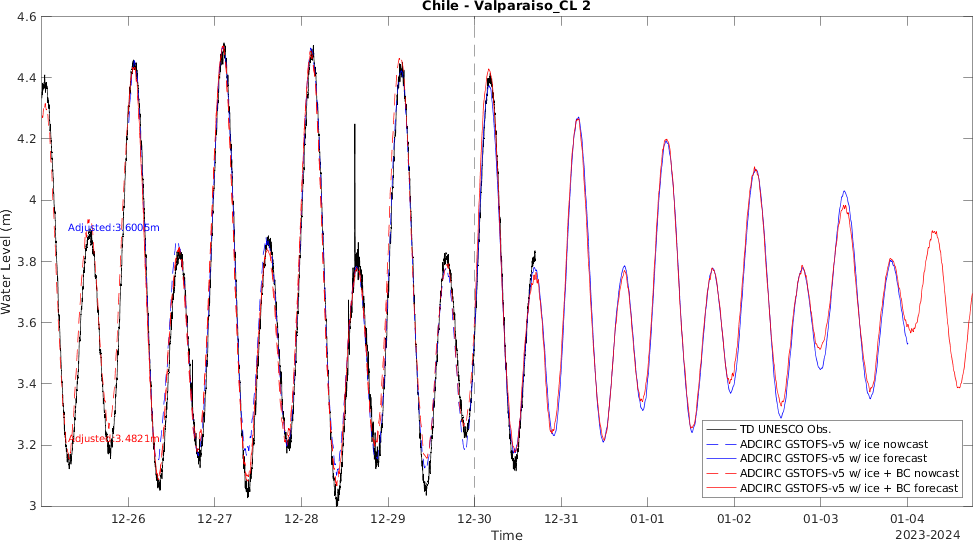 Chile - Valparaiso_CL 2
Water Level (m)
4.6
4.4
4.2
4
3.8
3.6
3.4
3.2
3
Adjusted:3.6005m
Adjusted:3.4821m
TD UNESCO Obs.
ADCIRC GSTOFS-v5 w/ ice nowcast
ADCIRC GSTOFS-v5 w/ ice forecast
ADCIRC GSTOFS-v5 w/ ice + BC nowcast
ADCIRC GSTOFS-v5 w/ ice + BC forecast
12-26 12-27 12-28 12-29 12-30 12-31 01-01 01-02 01-03 01-04
Time
2023-2024